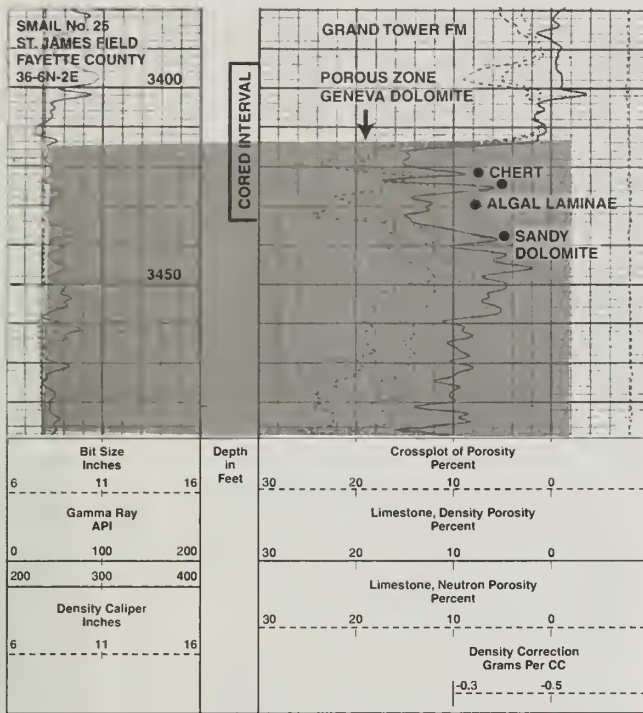 SMAIL No. 25
ST. JAMES FIELD
FAYETTE COUNTY
36-6N-2E
3400
CORED INTERVAL
GRAND TOWER FM
POROUS ZONE
GENEVA DOLOMITE
CHERT
ALGAL LAMINAE
SANDY
DOLOMITE
3450
Bit Size
Inches
6 11 16
Gamma Ray
API
0 100 200
200 300 400
Density Caliper
Inches
6 11 16
Depth
in
Feet
Crossplot of Porosity
Percent
30 20 10 0
Limestone, Density Porosity
Percent
30 20 10 0
Limestone, Neutron Porosity
Percent
30 20 10 0
Density Correction
Grams Per CC
-0.3 -0.5